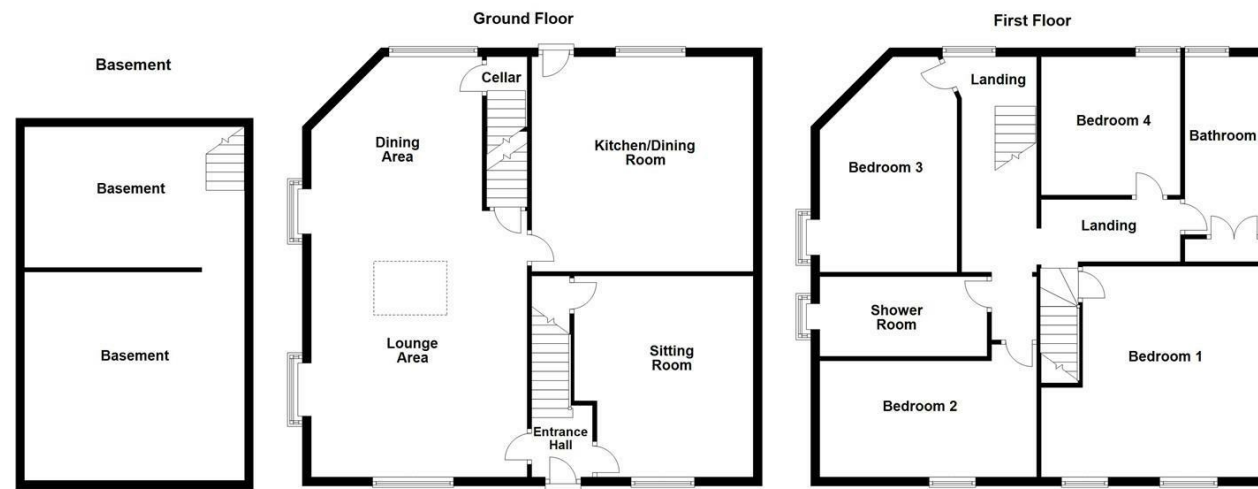 Basement
Basement
Basement
Ground Floor
Cellar
Dining
Area
Kitchen/Dining
Room
Lounge
Area
Sitting
Room
Entrance
Hall
First Floor
Landing
Bedroom 4
Bathroom
Bedroom 3
Landing
Shower
Room
Bedroom 1
Bedroom 2